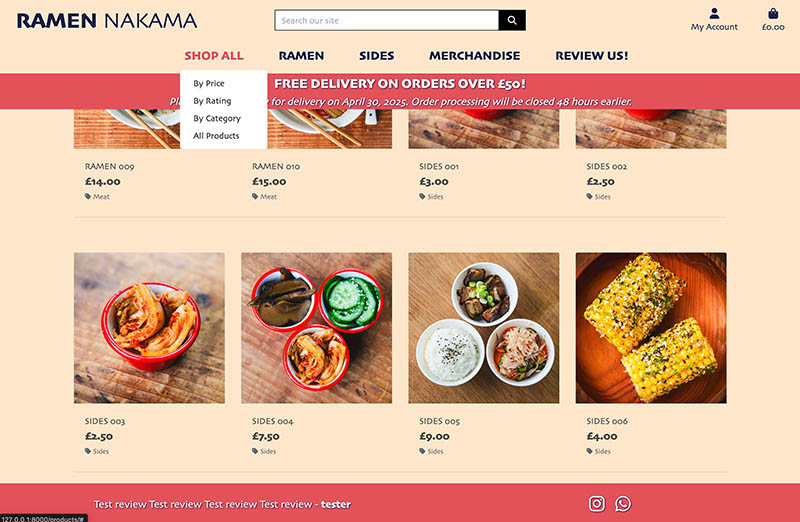 RAMEN NAKAMA
Search our site
My Account
£0.00
SHOP ALL
RAMEN
SIDES
MERCHANDISE
REVIEW US!
By Price
By Rating
By Category
All Products
FREE DELIVERY ON ORDERS OVER £50!
for delivery on April 30, 2025. Order processing will be closed 48 hours earlier.
RAMEN 009
£14.00
Meat
RAMEN 010
£15.00
Meat
SIDES 001
£3.00
Sides
SIDES 002
£2.50
Sides
SIDES 003
£2.50
Sides
SIDES 004
£7.50
Sides
SIDES 005
£9.00
Sides
SIDES 006
£4.00
Sides
Test review Test review Test review Test review - tester
127.0.0.1:8000/products/#